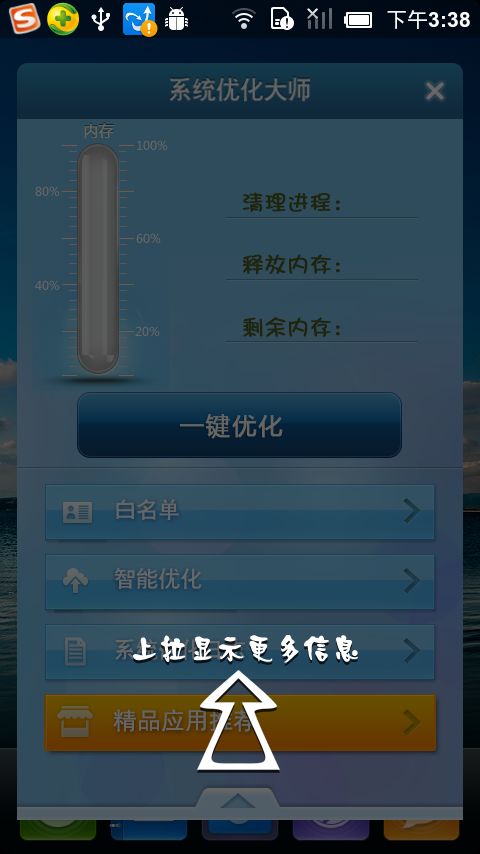 下午3:38
系统优化大师
内存
100%
80%
60%
40%
20%
清理进程：
释放内存：
剩余内存：
一键优化
白名单
智能优化
上拉显示更多信息
精品应用推荐